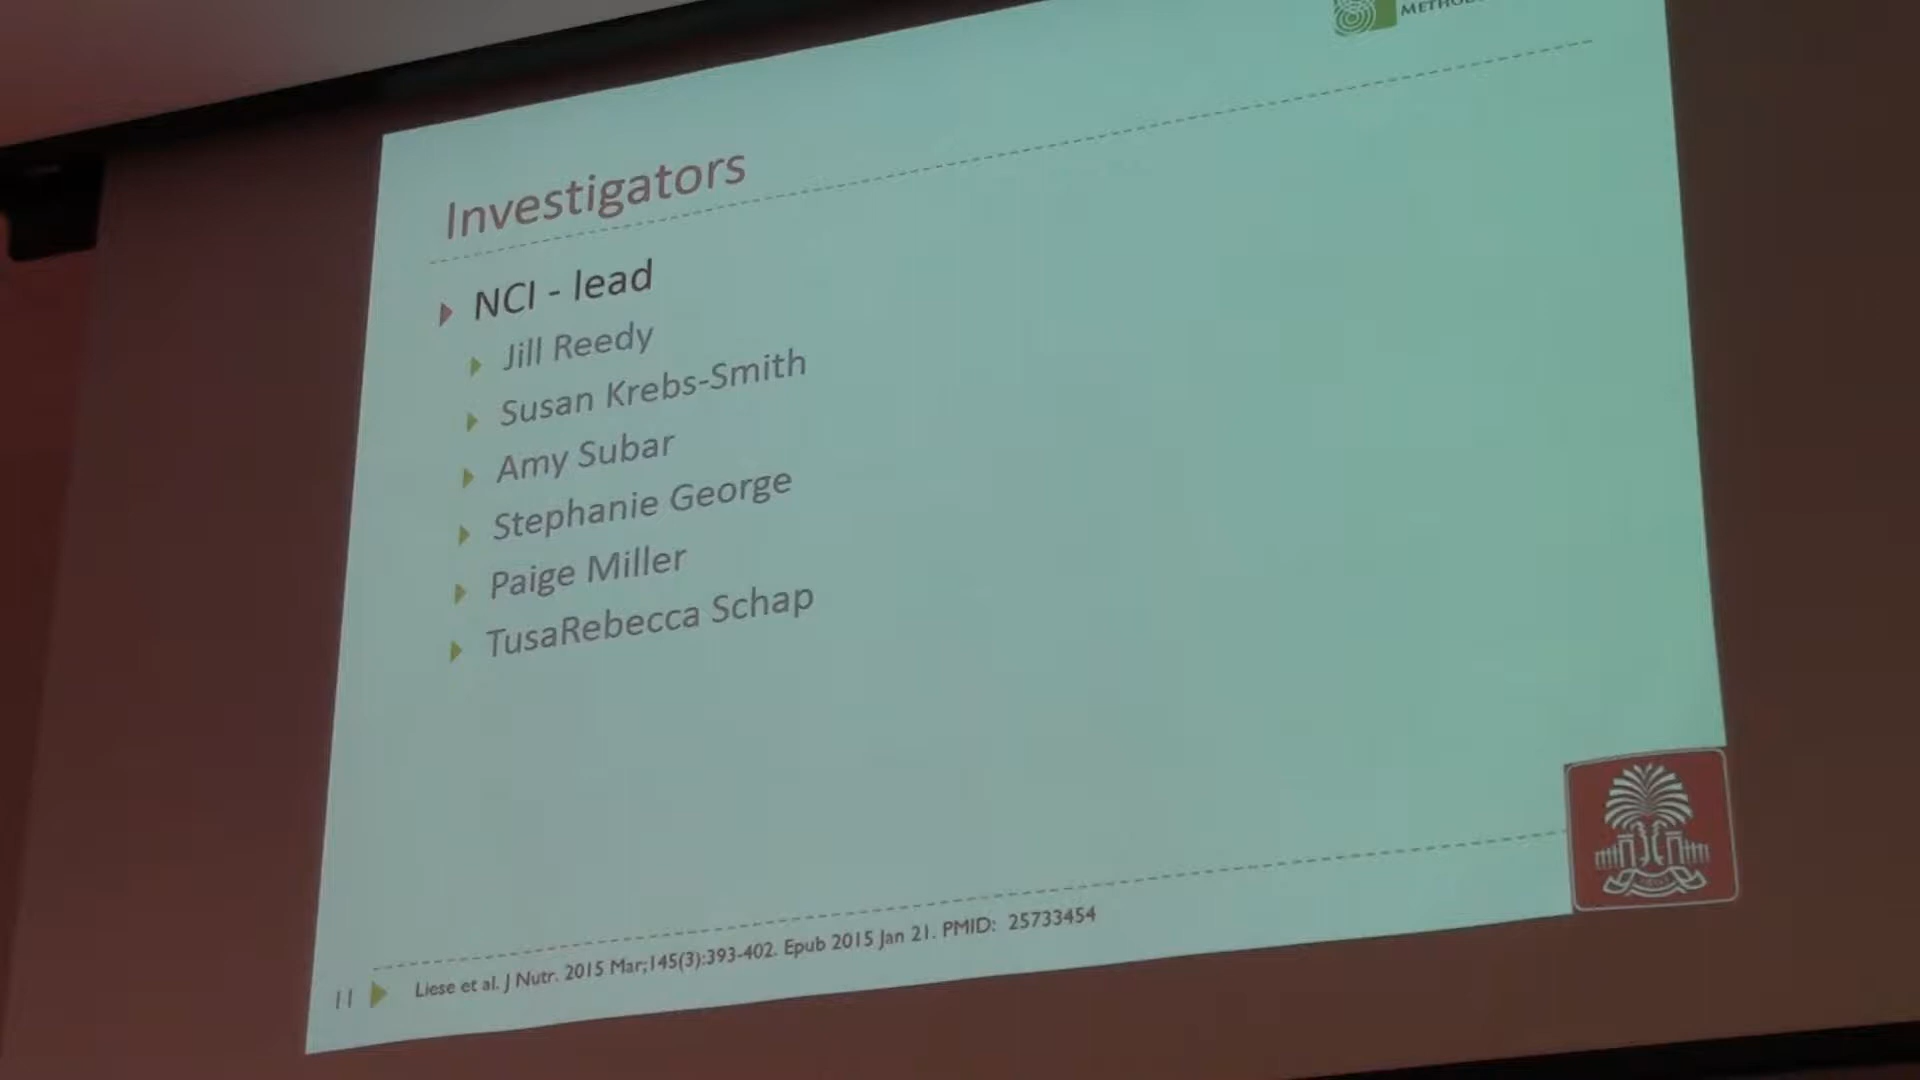 Investigators
NCI - lead
Jill Reedy
Susan Krebs-Smith
Amy Subar
Stephanie George
Paige Miller
TusaRebecca Schap
11
Liese et al. J Nutr. 2015 Mar;145(3):393-402. Epub 2015 Jan 21. PMID: 25733454